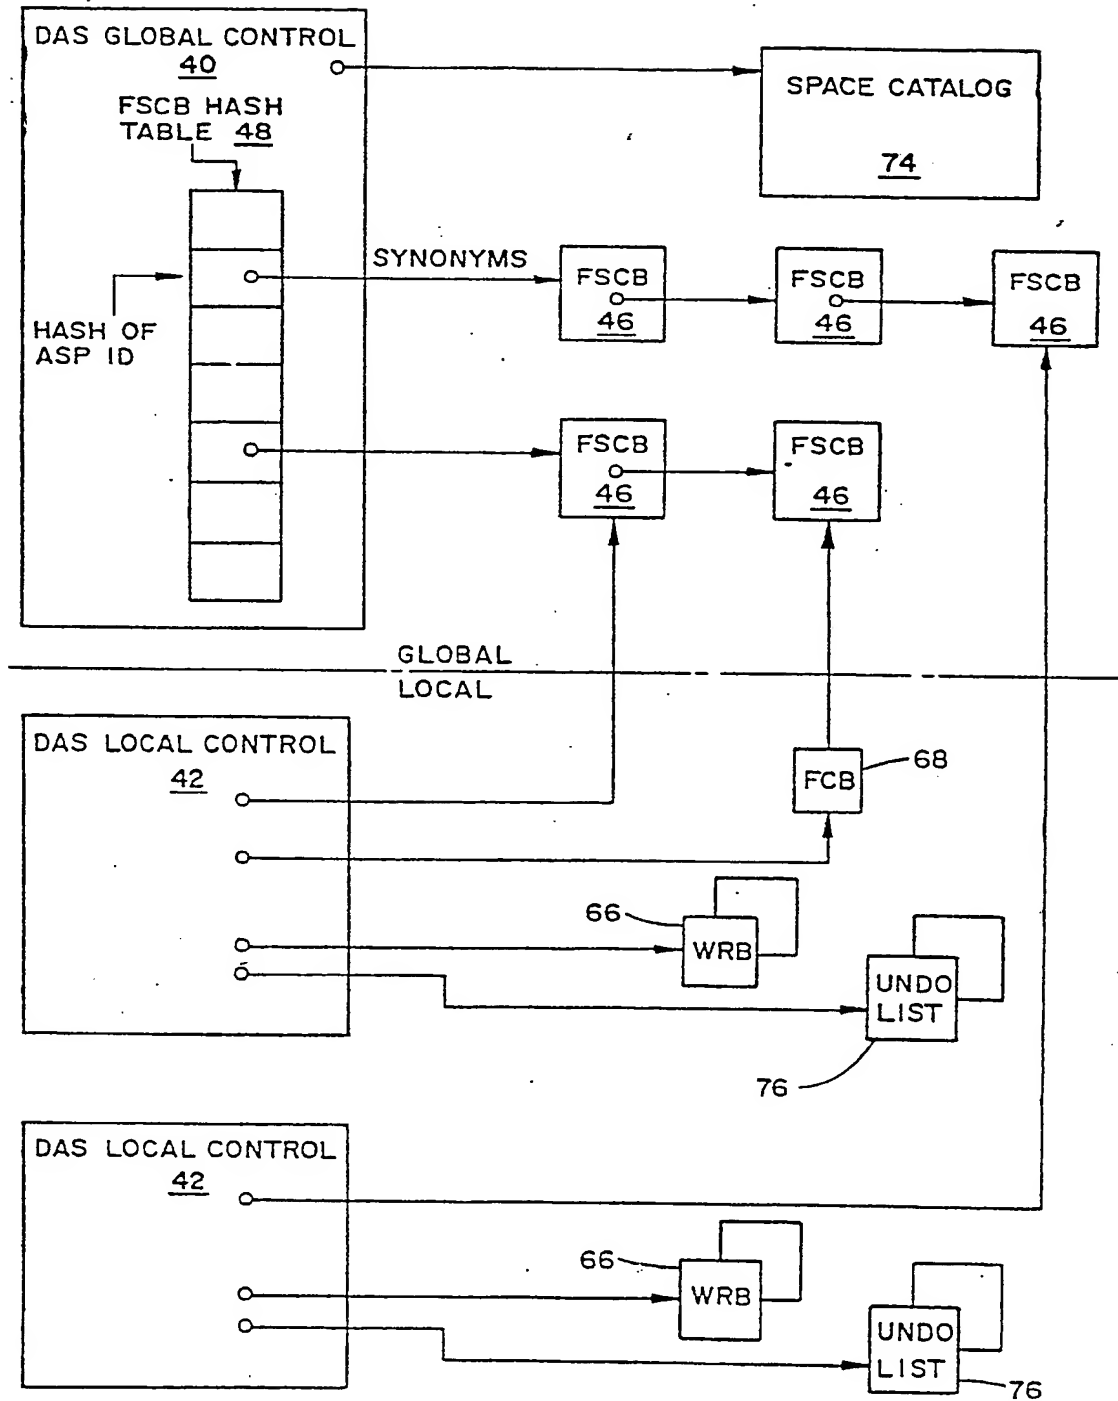 DAS GLOBAL CONTROL
40
FSCB HASH
TABLE 48
SPACE CATALOG
74
SYNONYMS
HASH OF
ASP ID
FSCB
46
FSCB
46
FSCB
46
FSCB
46
FSCB
46
GLOBAL
LOCAL
DAS LOCAL CONTROL
42
FCB
68
66
WRB
UNDO
LIST
76
DAS LOCAL CONTROL
42
66
WRB
UNDO
LIST
76